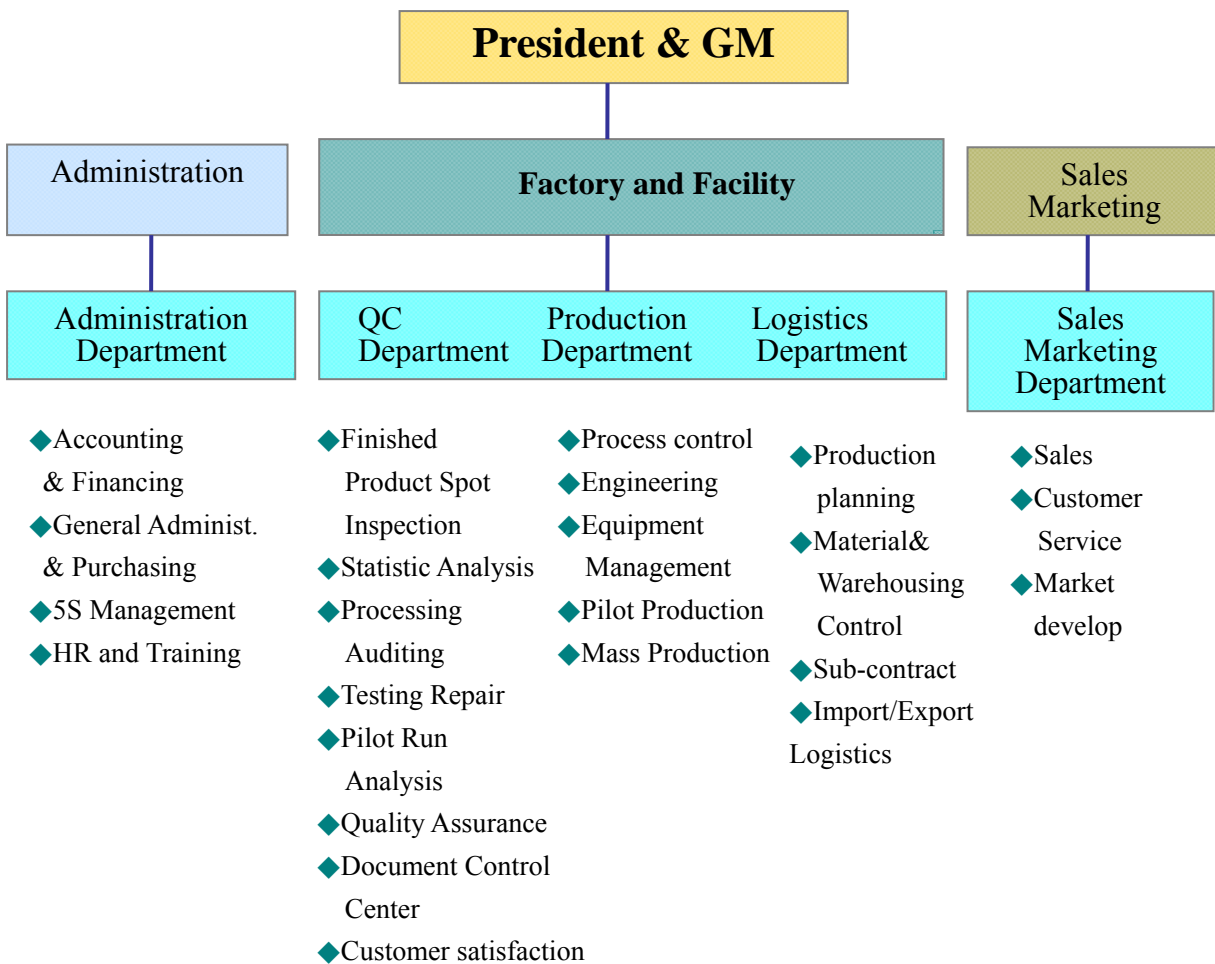 President & GM
Administration
Factory and Facility
Sales
Marketing
Administration
Department
QC
Department
Production
Department
Logistics
Department
Sales
Marketing
Department
◆Accounting
& Financing
◆General Administ.
& Purchasing
◆5S Management
◆HR and Training
◆Finished
Product Spot
Inspection
◆Statistic Analysis
◆Processing
Auditing
◆Testing Repair
◆Pilot Run
Analysis
◆Quality Assurance
◆Document Control
Center
◆Customer satisfaction
◆Process control
◆Engineering
◆Equipment
Management
◆Pilot Production
◆Mass Production
◆Production
planning
◆Material&
Warehousing
Control
◆Sub-contract
◆Import/Export
Logistics
◆Sales
◆Customer
Service
◆Market
develop